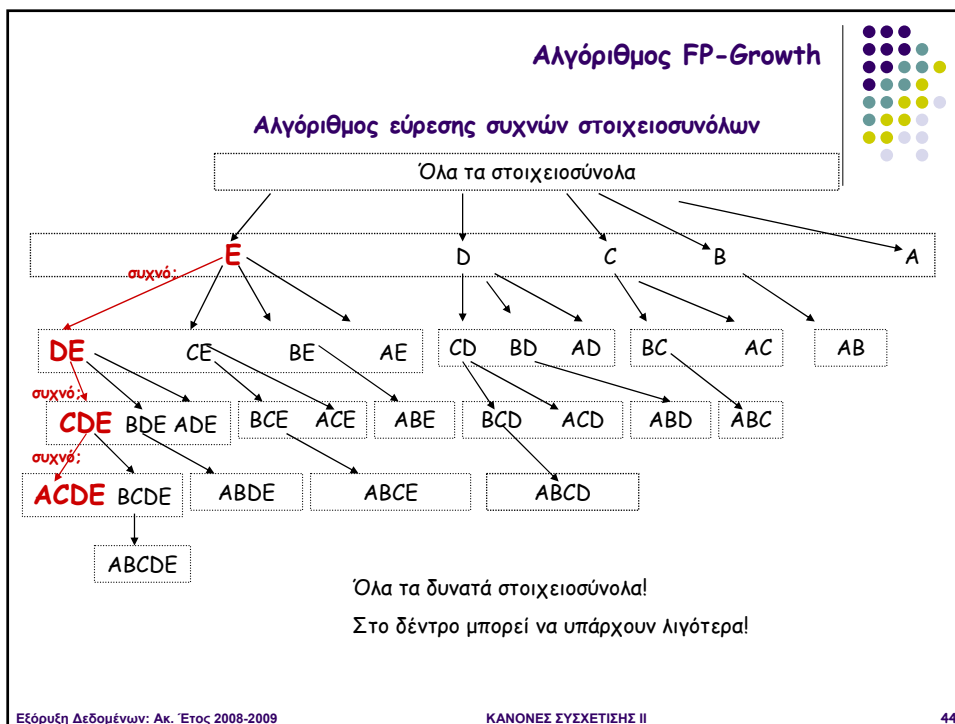 Αλγόριθμος FP-Growth
Αλγόριθμος εύρεσης συχνών στοιχειοσυνόλων
Όλα τα στοιχειοσύνολα
E D C B A
συχνό;
DE CE BE AE CD BD AD BC AC AB
συχνό;
CDE BDE ADE BCE ACE ABE BCD ACD ABD ABC
συχνό;
ACDE BCDE ABDE ABCE ABCD
ABCDE
Όλα τα δυνατά στοιχειοσύνολα!
Στο δέντρο μπορεί να υπάρχουν λιγότερα!
Εξόρυξη Δεδομένων: Ακ. Έτος 2008-2009 ΚΑΝΟΝΕΣ ΣΥΣΧΕΤΙΣΗΣ II 44